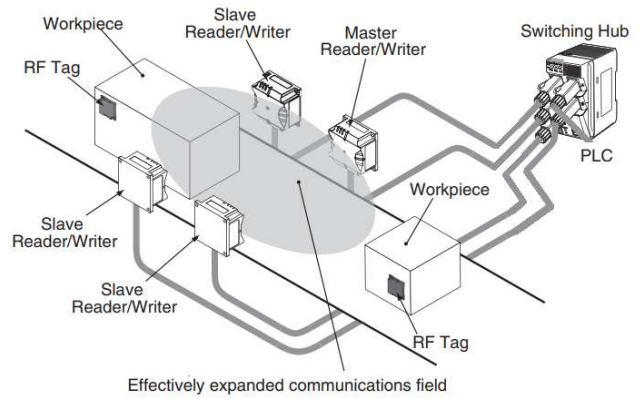 Slave
Reader/Writer
Workpiece
RF Tag
Master
Reader/Writer
Switching Hub
PLC
Workpiece
Slave
Reader/Writer
Slave
Reader/Writer
RF Tag
Effectively expanded communications field